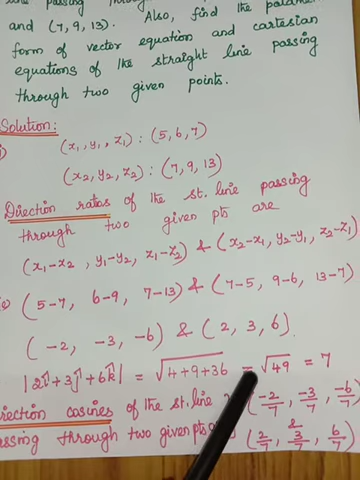 line passing through
and (7, 9, 13). Also, find the
form of vector equation and cartesian
equations of the straight line passing
through two given points.
Solution:
(x₁, y₁, z₁) : (5, 6, 7)
(x₂, y₂, z₂) : (7, 9, 13)
Direction ratios of the st. line passing
through two given pts are
(x₁-x₂, y₁-y₂, z₁-z₂) & (x₂-x₁, y₂-y₁, z₂-z₁)
(5-7, 6-9, 7-13) & (7-5, 9-6, 13-7)
(-2, -3, -6) & (2, 3, 6)
|2î+3ĵ+6k̂| = √4+9+36 = √49 = 7
Direction cosines of the st. line (-2/7, -3/7, -6/7)
passing through two given pts & (2/7, 3/7, 6/7)